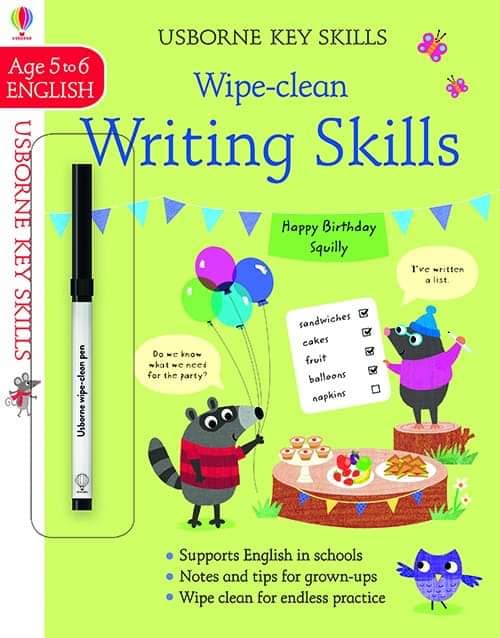 USBORNE
USBORNE KEY SKILLS
Age 5 to 6
ENGLISH
Wipe-clean
Writing Skills
USBORNE KEY SKILLS
Happy Birthday
Squilly
I've written
a list.
sandwiches
cakes
fruit
balloons
napkins
Do we know
what we need
for the party?
Usborne wipe-clean pen
• Supports English in schools
• Notes and tips for grown-ups
• Wipe clean for endless practice